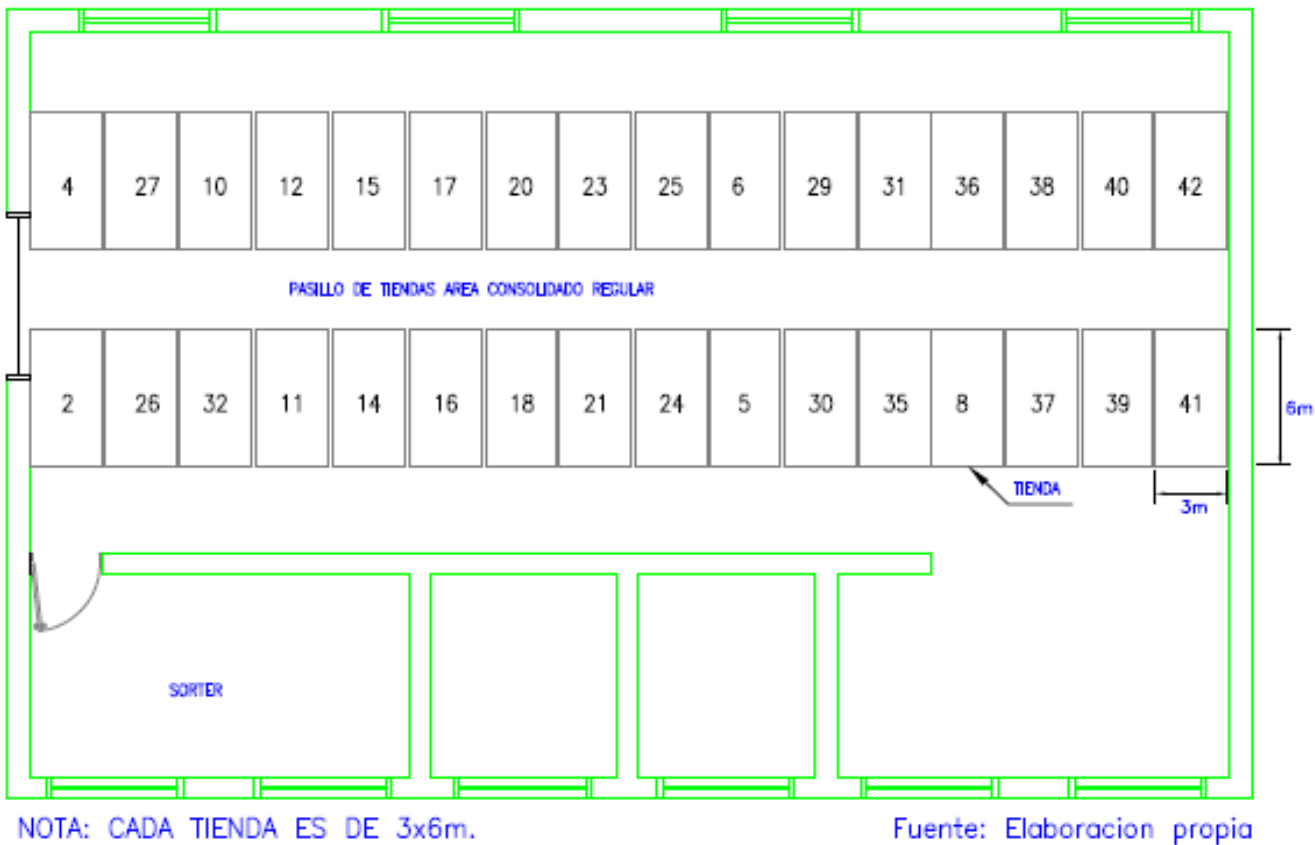 4 27 10 12 15 17 20 23 25 6 29 31 36 38 40 42
PASILLO DE TIENDAS AREA CONSOLIDADO REGULAR
2 26 32 11 14 16 18 21 24 5 30 35 8 37 39 41
6m
TIENDA
3m
SORTER
NOTA: CADA TIENDA ES DE 3x6m.
Fuente: Elaboracion propia